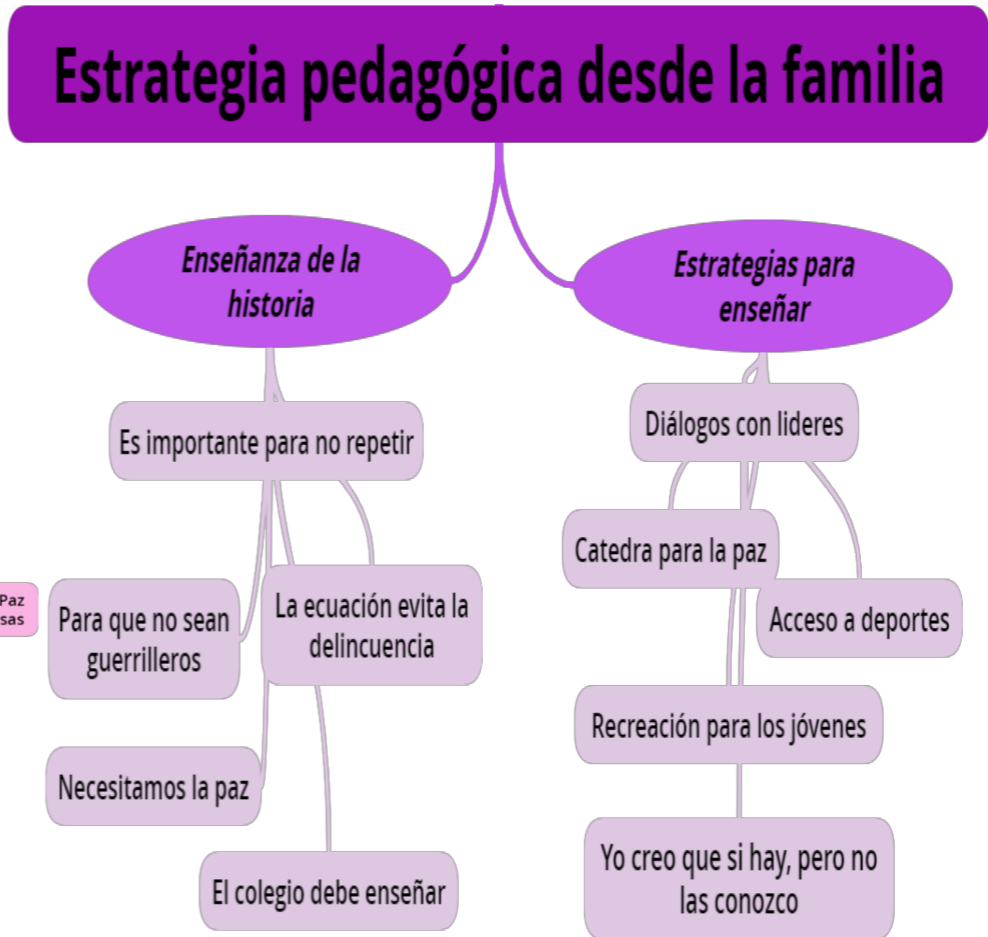 Estrategia pedagógica desde la familia
Enseñanza de la
historia
Estrategias para
enseñar
Es importante para no repetir
Diálogos con lideres
Catedra para la paz
Acceso a deportes
Paz
sas
Para que no sean
guerrilleros
La ecuación evita la
delincuencia
Recreación para los jóvenes
Necesitamos la paz
Yo creo que si hay, pero no
las conozco
El colegio debe enseñar